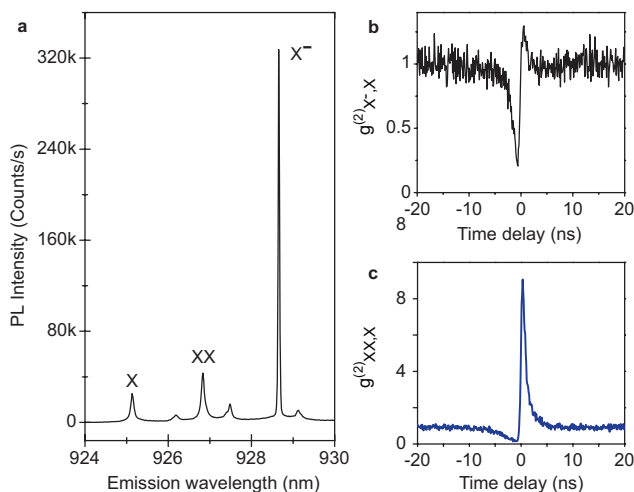 a
320k
240k
160k
80k
0
PL Intensity (Counts/s)
X
XX
X⁻
924
926
928
930
Emission wavelength (nm)
b
1
0.5
0
g⁽²⁾X⁻,X
-20
-10
0
10
20
8
Time delay (ns)
c
8
4
0
g⁽²⁾XX,X
-20
-10
0
10
20
Time delay (ns)